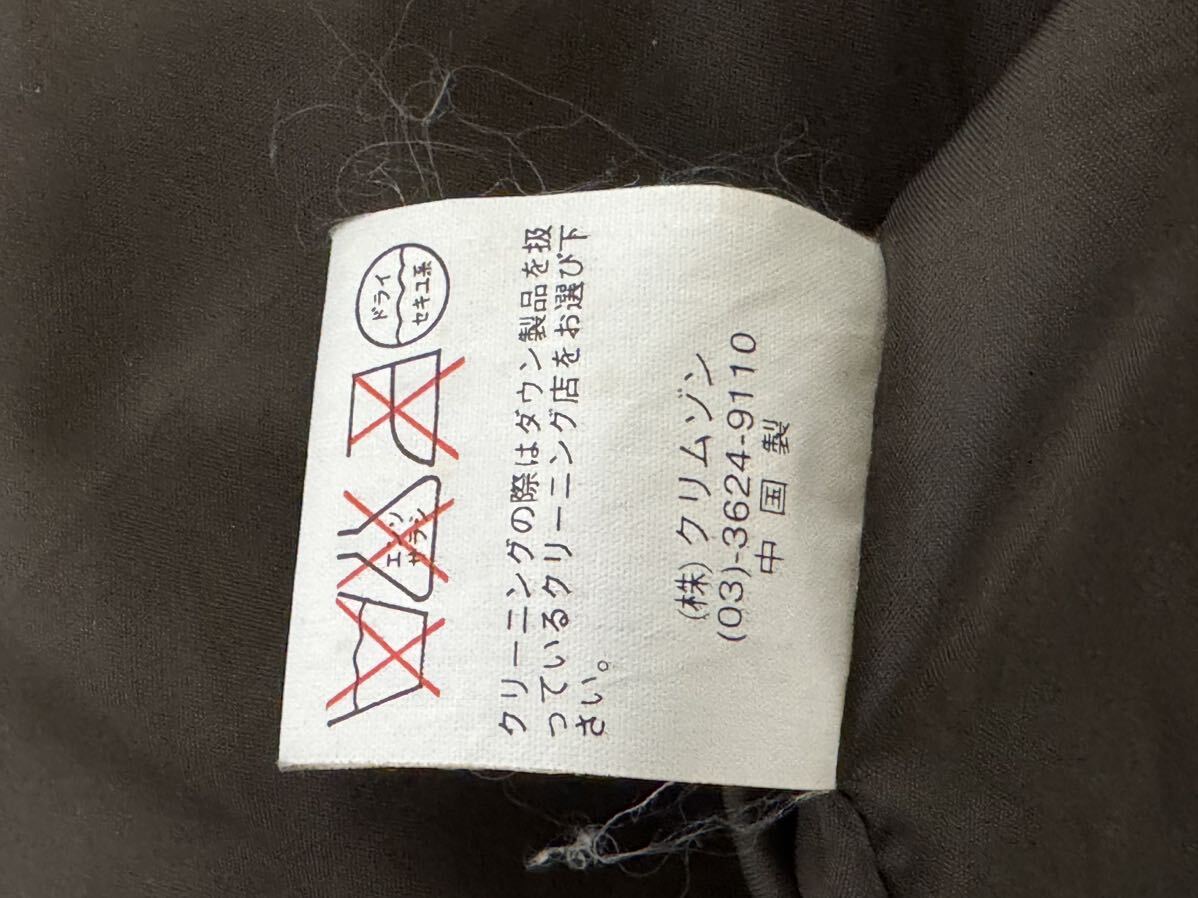 エンソ
サラシ
ドライ
セキユ系
クリーニングの際はダウン製品を扱
っているクリーニング店をお選び下
さい。
(株)クリムゾン
(03)-3624-9110
中国製